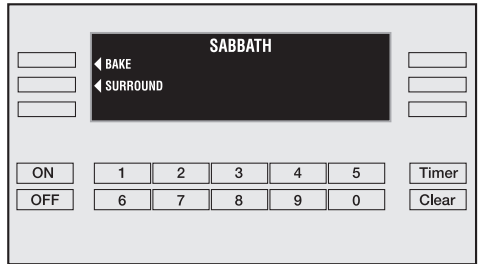 SABBATH
BAKE
SURROUND
ON 1 2 3 4 5 Timer
OFF 6 7 8 9 0 Clear